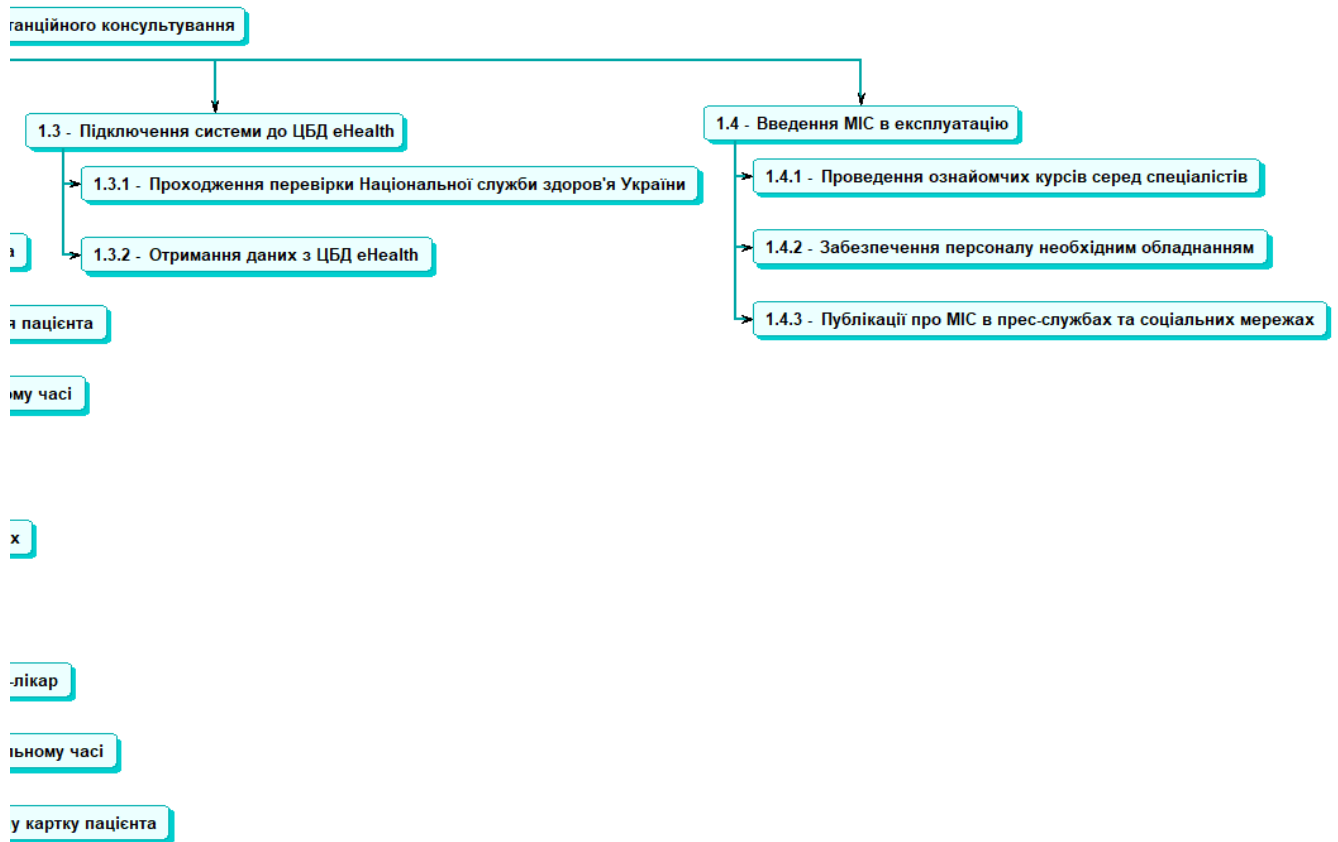 консультування
1.3 - Підключення системи до ЦБД eHealth
1.4 - Введення МІС в експлуатацію
1.3.1 - Проходження перевірки Національної служби здоров'я України
1.4.1 - Проведення ознайомчих курсів серед спеціалістів
1.3.2 - Отримання даних з ЦБД eHealth
1.4.2 - Забезпечення персоналу необхідним обладнанням
я пацієнта
1.4.3 - Публікації про МІС в прес-службах та соціальних мережах
часі
х
-лікар
часі
у картку пацієнта